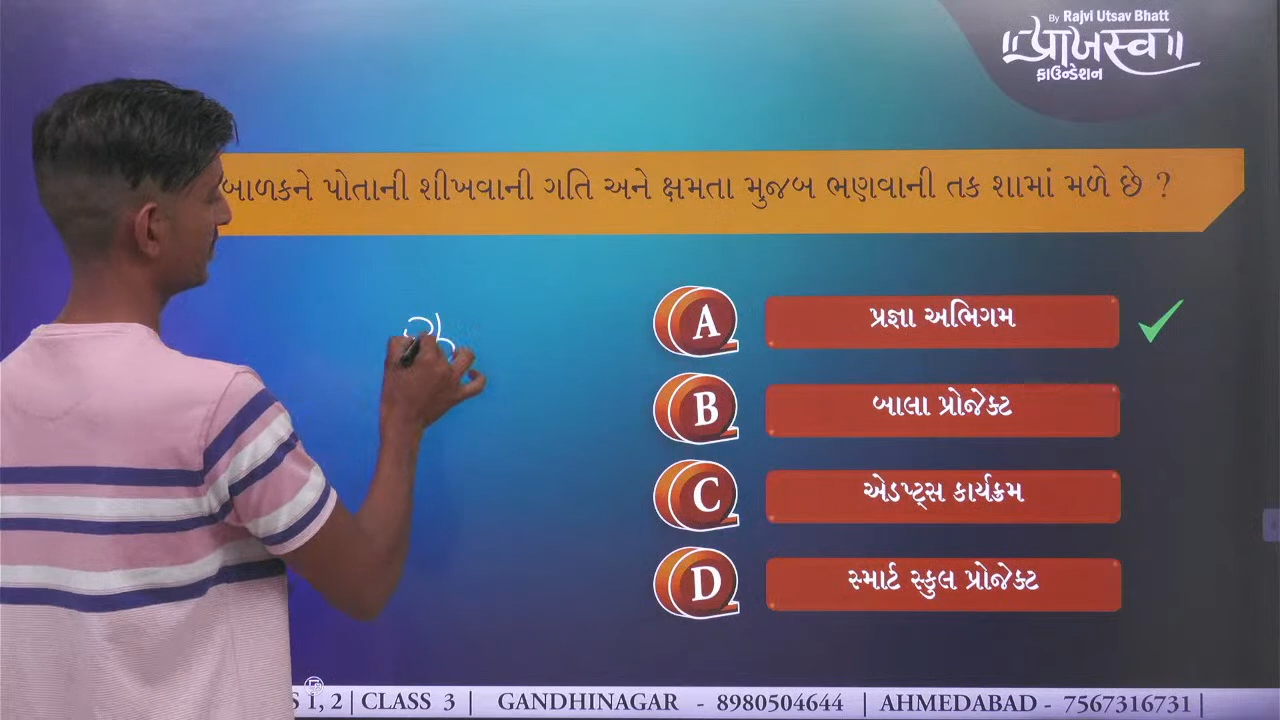 By Rajvi Utsav Bhatt
ફાઉન્ડેશન
બાળકને પોતાની શીખવાની ગતિ અને ક્ષમતા મુજબ ભણવાની તક શામાં મળે છે ?
A પ્રજ્ઞા અભિગમ
B બાલા પ્રોજેક્ટ
C એડપ્ટ્સ કાર્યક્રમ
D સ્માર્ટ સ્કુલ પ્રોજેક્ટ
1, 2 | CLASS 3 | GANDHINAGAR - 8980504644 | AHMEDABAD - 7567316731 |